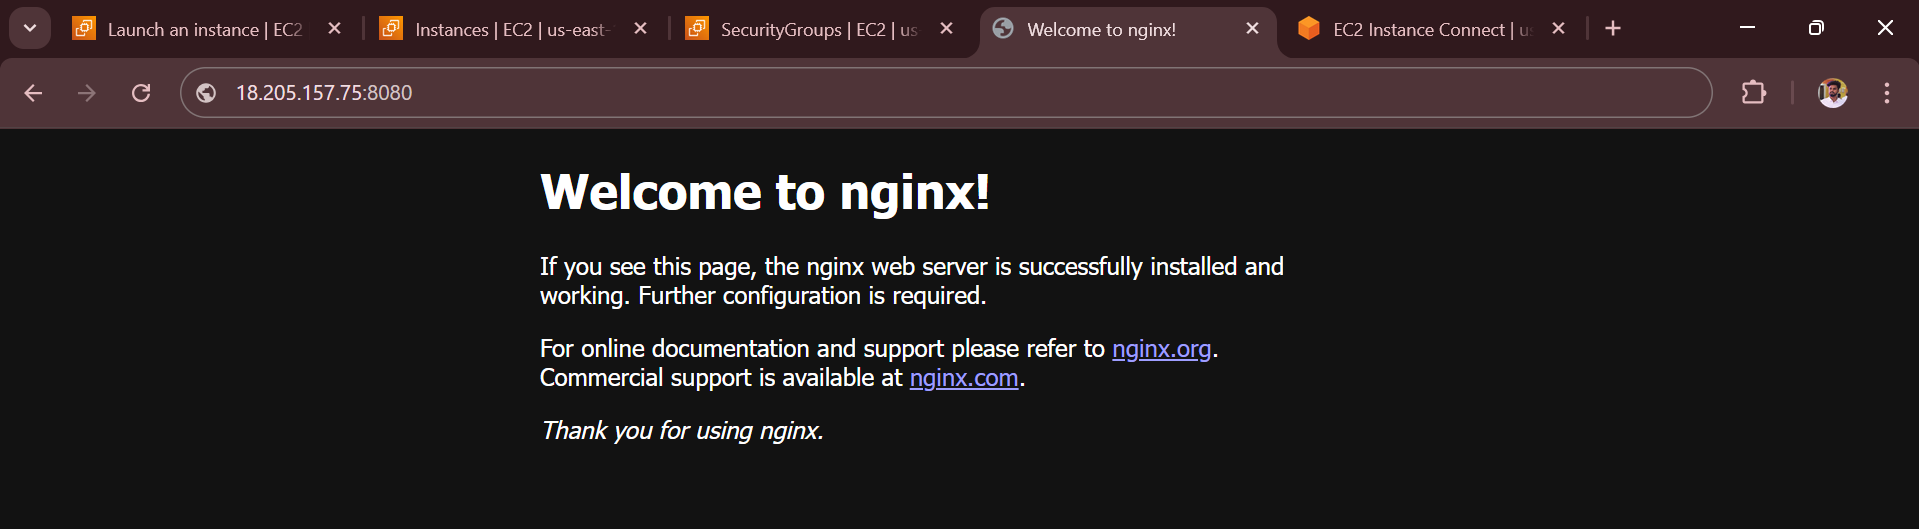 Launch an instance | EC2
Instances | EC2 | us-east-
SecurityGroups | EC2 | us
Welcome to nginx!
EC2 Instance Connect | u
18.205.157.75:8080
Welcome to nginx!
If you see this page, the nginx web server is successfully installed and
working. Further configuration is required.
For online documentation and support please refer to nginx.org.
Commercial support is available at nginx.com.
Thank you for using nginx.